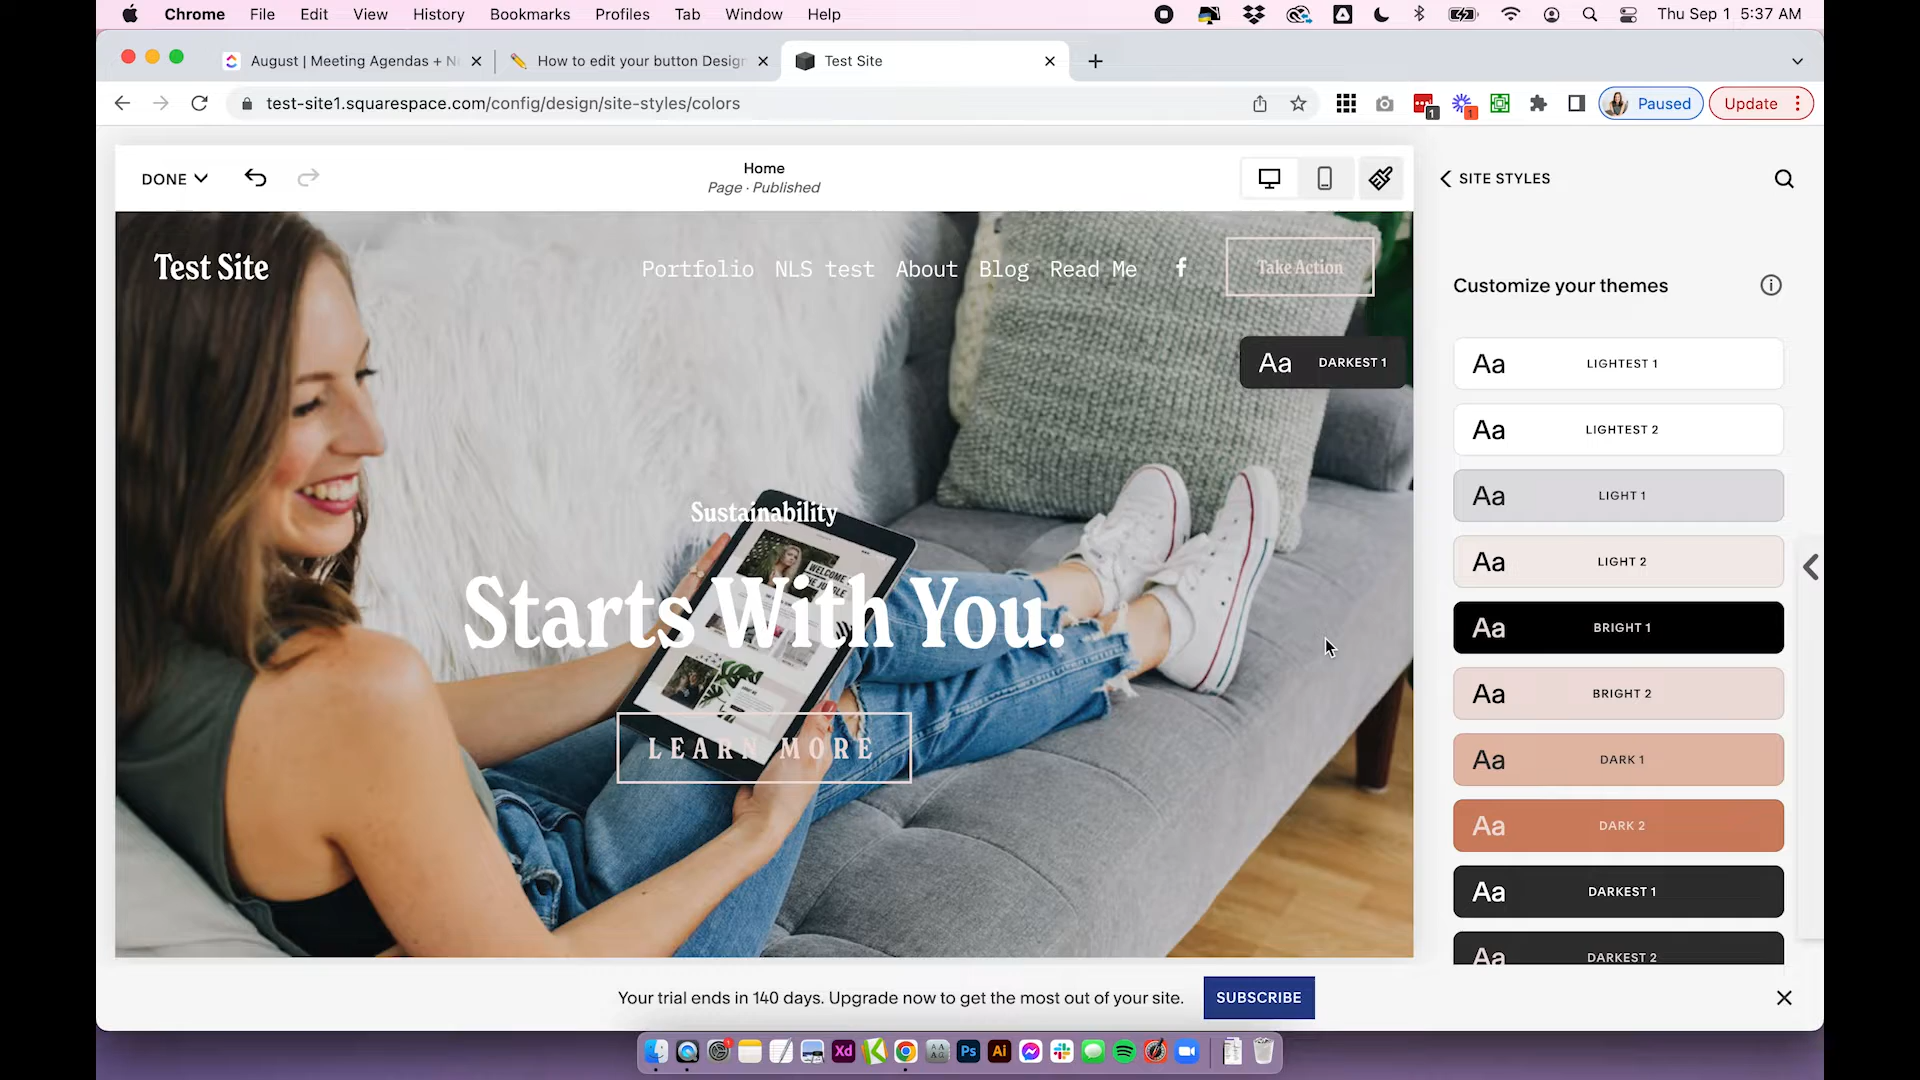 Chrome File Edit View History Bookmarks Profiles Tab Window Help
Thu Sep 1 5:37 AM
August | Meeting Agendas + N
How to edit your button Design
Test Site
test-site1.squarespace.com/config/design/site-styles/colors
1
1
Paused
Update
DONE
Home
Page · Published
SITE STYLES
Test Site
Portfolio NLS test About Blog Read Me
Take Action
Aa DARKEST 1
Sustainability
Starts With You.
LEARN MORE
WELCOME
Customize your themes
Aa LIGHTEST 1
Aa LIGHTEST 2
Aa LIGHT 1
Aa LIGHT 2
Aa BRIGHT 1
Aa BRIGHT 2
Aa DARK 1
Aa DARK 2
Aa DARKEST 1
Aa DARKEST 2
Your trial ends in 140 days. Upgrade now to get the most out of your site.
SUBSCRIBE
Xd
Ps
Ai